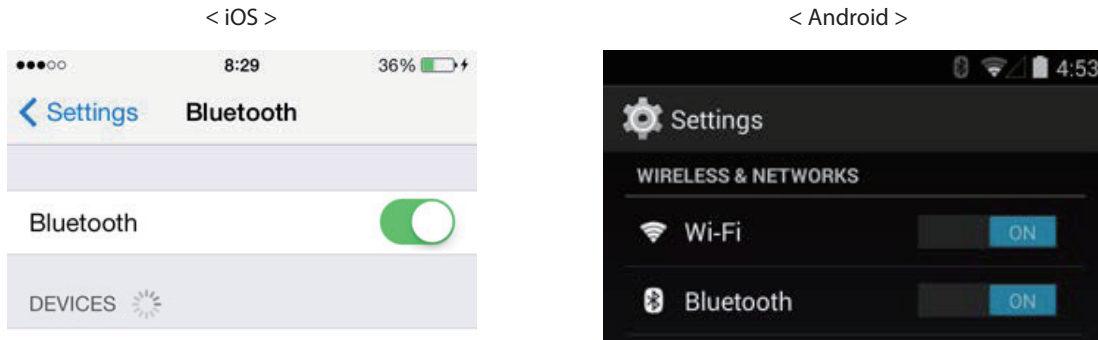 < iOS >
8:29
36%
Settings
Bluetooth
Bluetooth
DEVICES
< Android >
4:53
Settings
WIRELESS & NETWORKS
Wi-Fi
ON
Bluetooth
ON